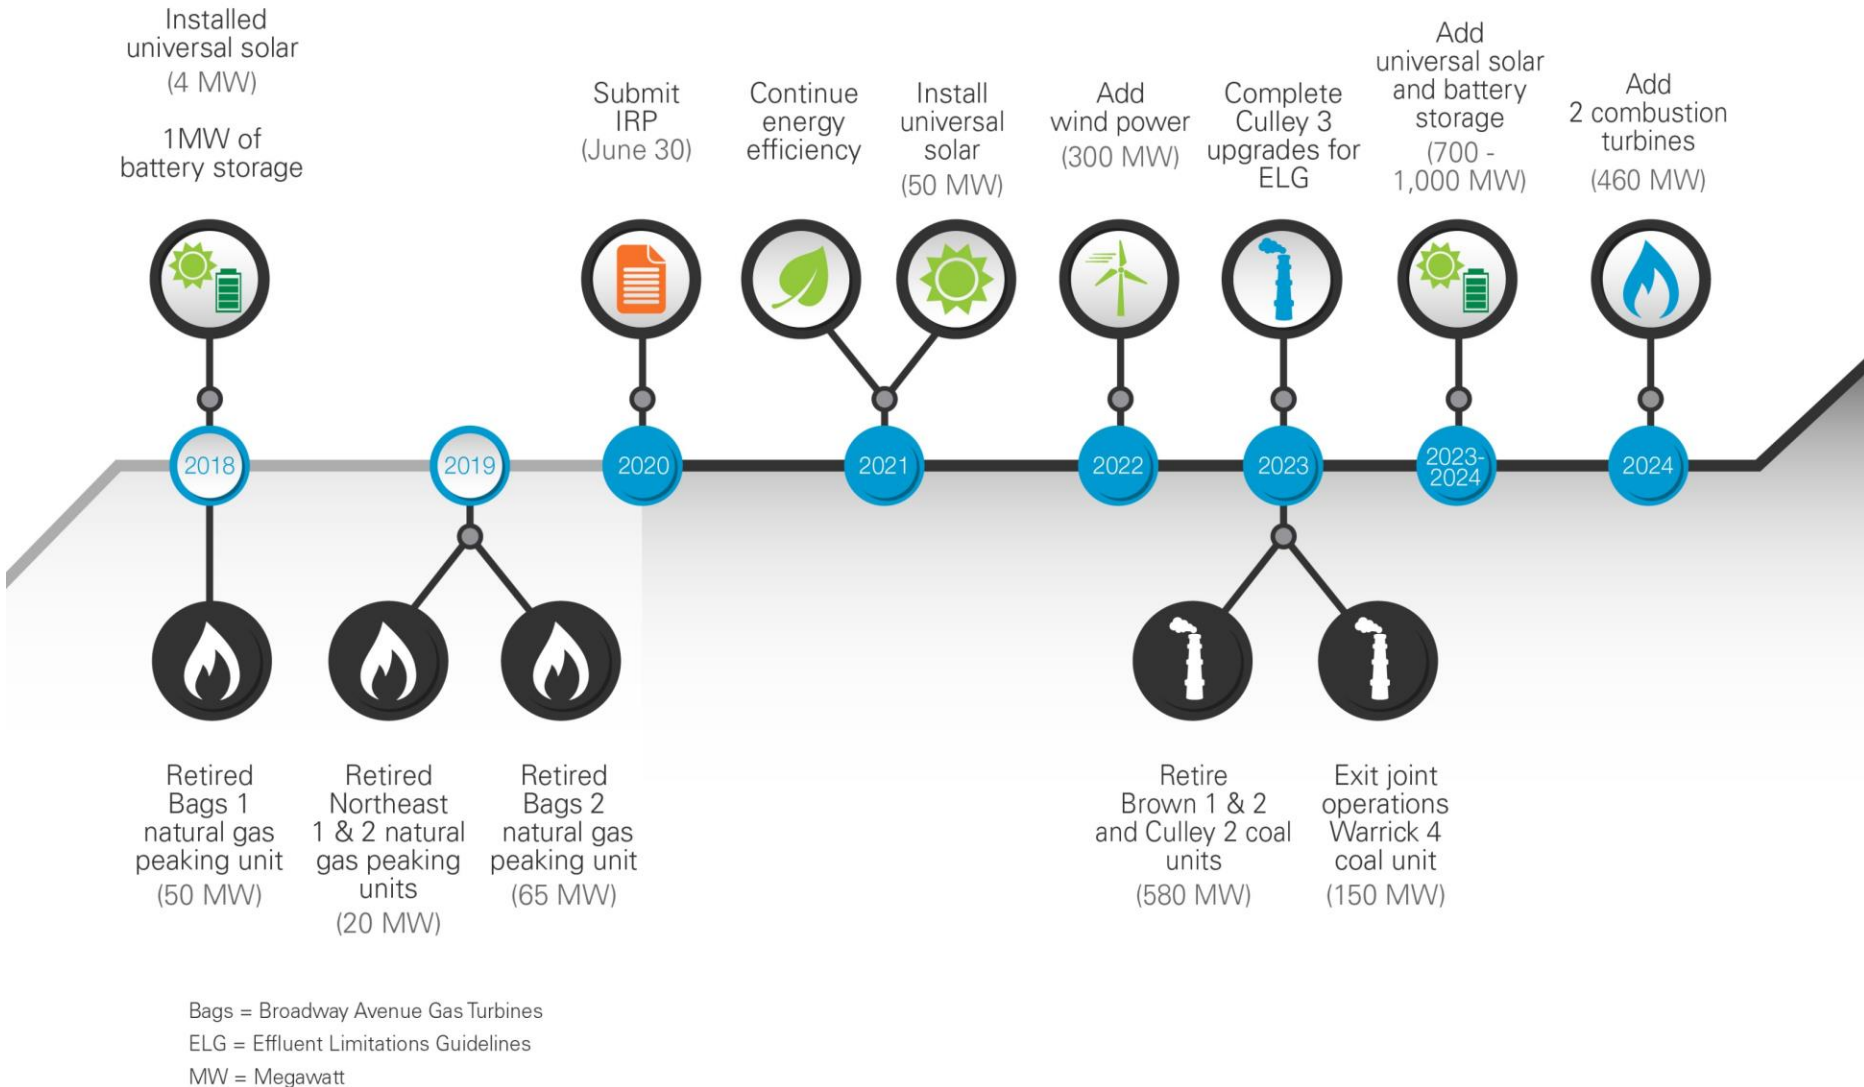 Installed
universal solar
(4 MW)
1MW of
battery storage
Submit
IRP
(June 30)
Continue
energy
efficiency
Install
universal
solar
(50 MW)
Add
wind power
(300 MW)
Complete
Culley 3
upgrades for
ELG
Add
universal solar
and battery
storage
(700 -
1,000 MW)
Add
2 combustion
turbines
(460 MW)
2018
2019
2020
2021
2022
2023
2023-
2024
2024
Retired
Bags 1
natural gas
peaking unit
(50 MW)
Retired
Northeast
1 & 2 natural
gas peaking
units
(20 MW)
Retired
Bags 2
natural gas
peaking unit
(65 MW)
Retire
Brown 1 & 2
and Culley 2 coal
units
(580 MW)
Exit joint
operations
Warrick 4
coal unit
(150 MW)
Bags = Broadway Avenue Gas Turbines
ELG = Effluent Limitations Guidelines
MW = Megawatt